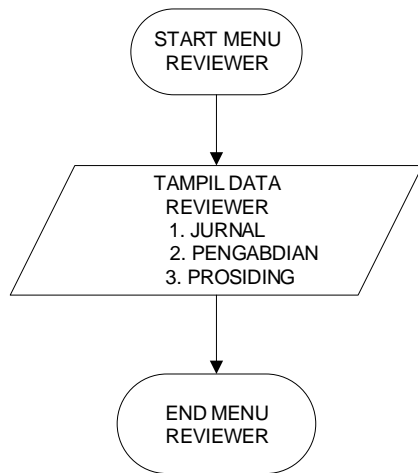 START MENU
REVIEWER
TAMPIL DATA
REVIEWER
1. JURNAL
2. PENGABDIAN
3. PROSIDING
END MENU
REVIEWER